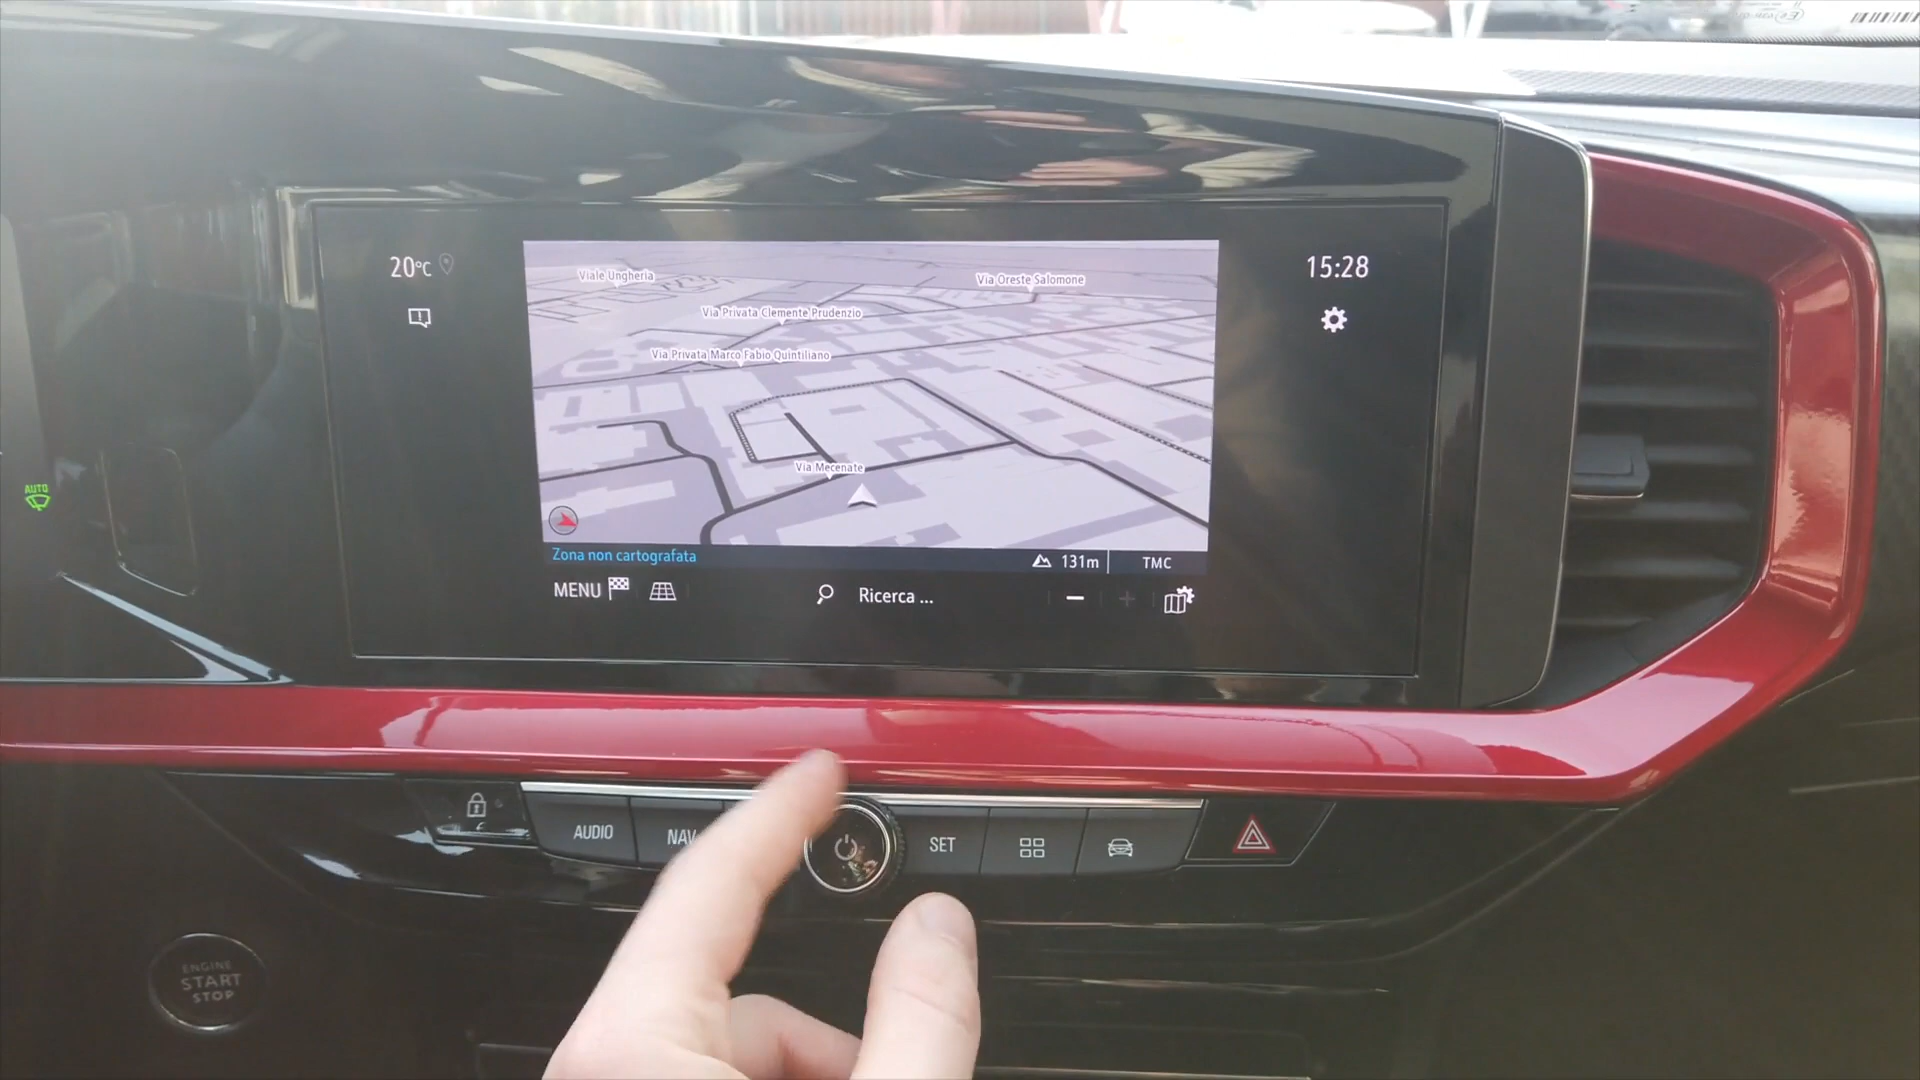 20°C
15:28
Viale Ungheria
Via Oreste Salomone
Via Privata Clemente Prudenzio
Via Privata Marco Fabio Quintiliano
Via Mecenate
Zona non cartografata
131m
TMC
MENU
Ricerca ...
AUTO
AUDIO
NAV
SET
ENGINE
START
STOP